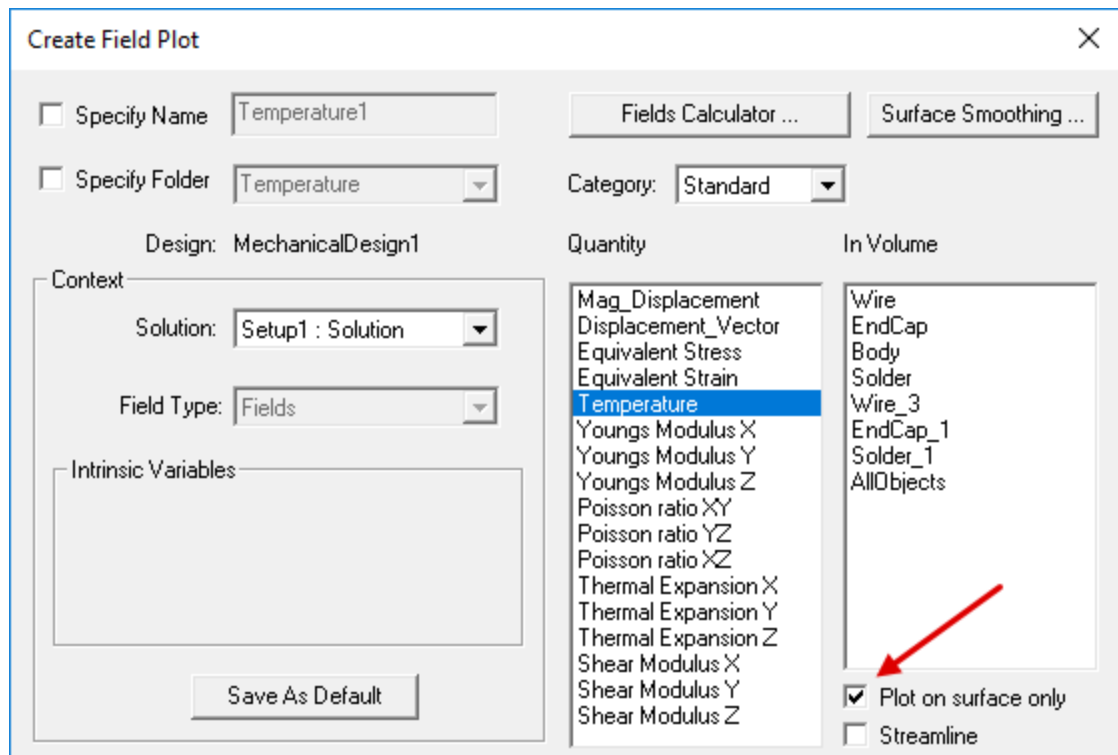 Create Field Plot
Specify Name Temperature1 Fields Calculator ... Surface Smoothing ...
Specify Folder Temperature Category: Standard
Design: MechanicalDesign1 Quantity In Volume
Context
Solution: Setup1 : Solution
Field Type: Fields
Intrinsic Variables
Save As Default
Mag_Displacement
Displacement_Vector
Equivalent Stress
Equivalent Strain
Temperature
Youngs Modulus X
Youngs Modulus Y
Youngs Modulus Z
Poisson ratio XY
Poisson ratio YZ
Poisson ratio XZ
Thermal Expansion X
Thermal Expansion Y
Thermal Expansion Z
Shear Modulus X
Shear Modulus Y
Shear Modulus Z
Wire
EndCap
Body
Solder
Wire_3
EndCap_1
Solder_1
AllObjects
Plot on surface only
Streamline